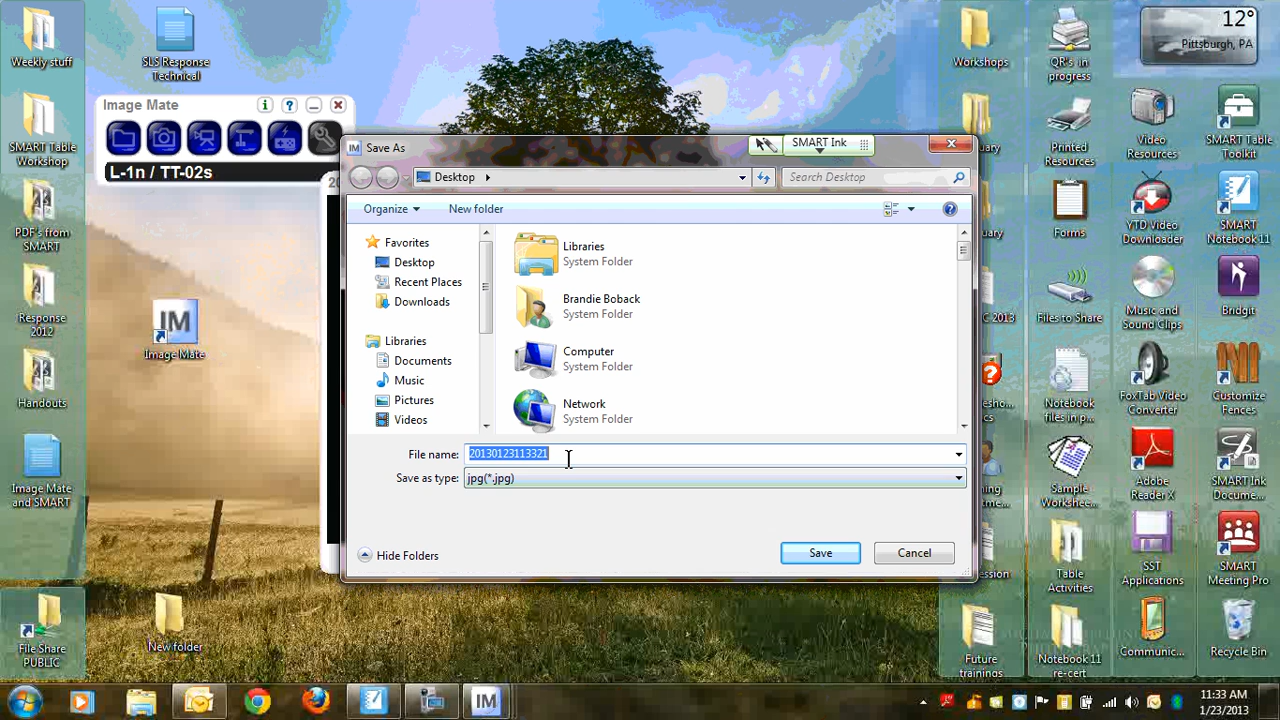 Weekly stuff
SMART Table
Workshop
PDF's from
SMART
Response
2012
Handouts
Image Mate
and SMART
File Share
PUBLIC
SLS Response
Technical
Image Mate
L-1n / TT-02s
Image Mate
New folder
Save As
SMART Ink
Desktop
Search Desktop
Organize
New folder
Favorites
Desktop
Recent Places
Downloads
Libraries
Documents
Music
Pictures
Videos
Libraries
System Folder
Brandie Boback
System Folder
Computer
System Folder
Network
System Folder
File name:
20130123113321
Save as type:
jpg(*.jpg)
Hide Folders
Save
Cancel
Workshops
C 2013
Future
trainings
QR's in
progress
Printed
Resources
Forms
Files to Share
Notebook
files in p...
Sample
Workshee...
Table
Activities
Notebook 11
re-cert
12°
Pittsburgh, PA
Video
Resources
YTD Video
Downloader
Music and
Sound Clips
FoxTab Video
Converter
Adobe
Reader X
SST
Applications
Communic...
SMART Table
Toolkit
SMART
Notebook 11
Bridgit
Customize
Fences
SMART Ink
Docume...
SMART
Meeting Pro
Recycle Bin
IM
11:33 AM
1/23/2013